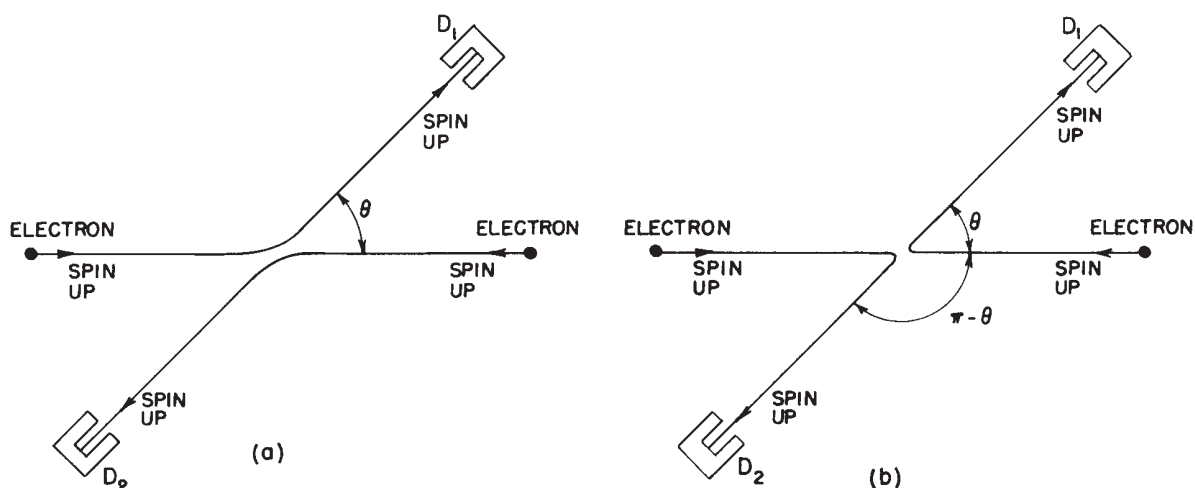 D₁
SPIN
UP
θ
ELECTRON
ELECTRON
SPIN
UP
SPIN
UP
SPIN
UP
D₂
(a)
D₁
SPIN
UP
θ
ELECTRON
ELECTRON
SPIN
UP
SPIN
UP
π-θ
SPIN
UP
D₂
(b)